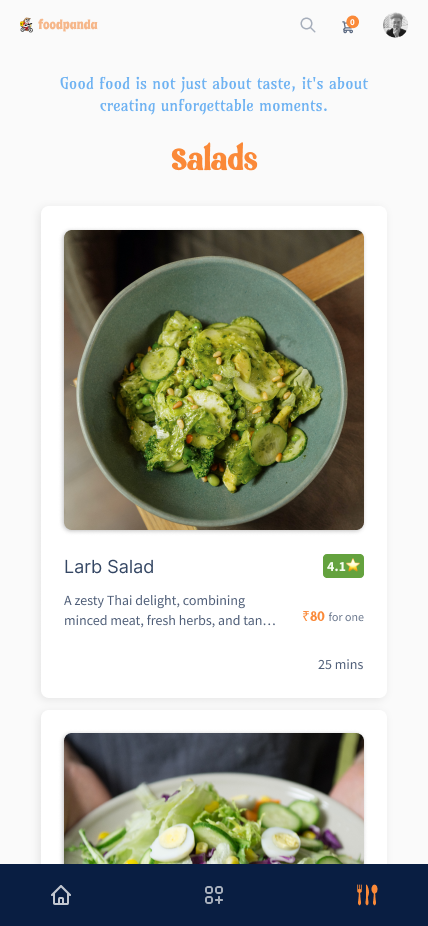 foodpanda
0
Good food is not just about taste, it's about
creating unforgettable moments.
Salads
Larb Salad
4.1⭐
A zesty Thai delight, combining
minced meat, fresh herbs, and tan...
₹80 for one
25 mins